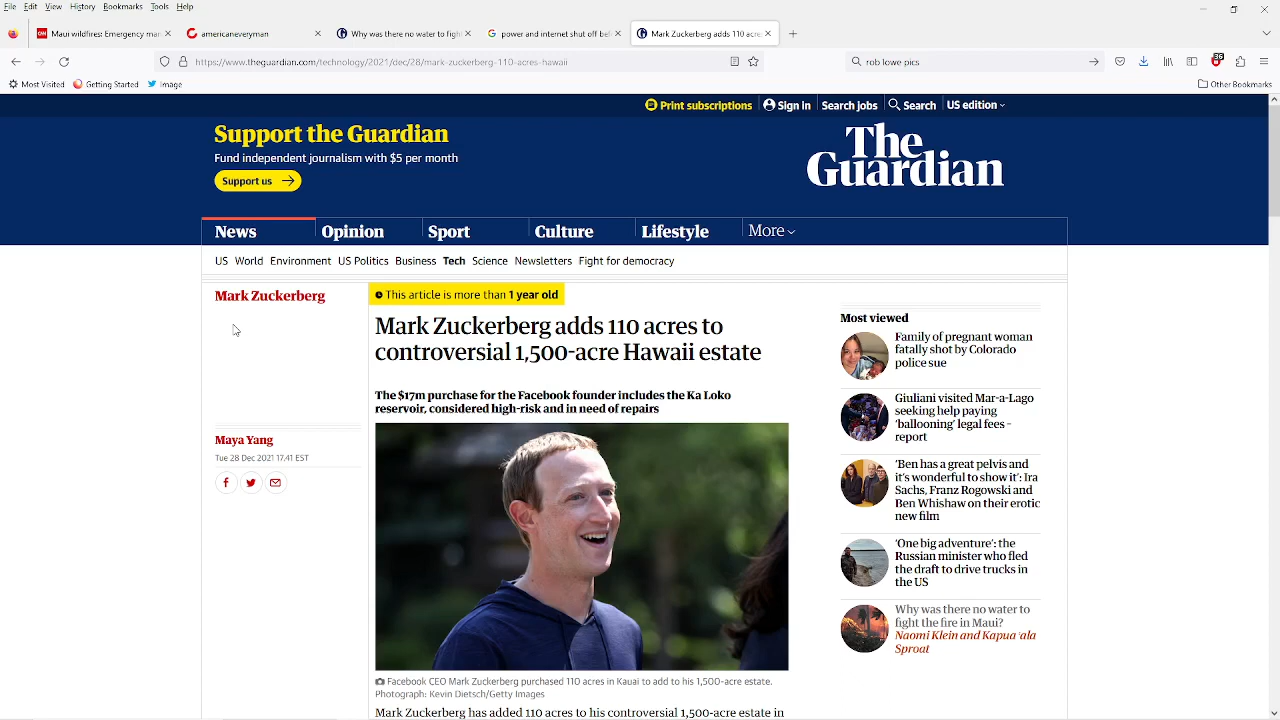 File Edit View History Bookmarks Tools Help
Maui wildfires: Emergency man
americaneveryman
Why was there no water to fight
power and internet shut off bef
Mark Zuckerberg adds 110 acre
https://www.theguardian.com/technology/2021/dec/28/mark-zuckerberg-110-acres-hawaii
rob lowe pics
Most Visited
Getting Started
Image
Other Bookmarks
Print subscriptions
Sign in
Search jobs
Search
US edition
Support the Guardian
Fund independent journalism with $5 per month
Support us
The
Guardian
News
Opinion
Sport
Culture
Lifestyle
More
US World Environment US Politics Business Tech Science Newsletters Fight for democracy
Mark Zuckerberg
This article is more than 1 year old
Mark Zuckerberg adds 110 acres to
controversial 1,500-acre Hawaii estate
The $17m purchase for the Facebook founder includes the Ka Loko
reservoir, considered high-risk and in need of repairs
Maya Yang
Tue 28 Dec 2021 17.41 EST
Facebook CEO Mark Zuckerberg purchased 110 acres in Kauai to add to his 1,500-acre estate.
Photograph: Kevin Dietsch/Getty Images
Mark Zuckerberg has added 110 acres to his controversial 1,500-acre estate in
Most viewed
Family of pregnant woman
fatally shot by Colorado
police sue
Giuliani visited Mar-a-Lago
seeking help paying
‘ballooning’ legal fees –
report
‘Ben has a great pelvis and
it’s wonderful to show it’: Ira
Sachs, Franz Rogowski and
Ben Whishaw on their erotic
new film
‘One big adventure’: the
Russian minister who fled
the draft to drive trucks in
the US
Why was there no water to
fight the fire in Maui?
Naomi Klein and Kapuaʻala
Sproat